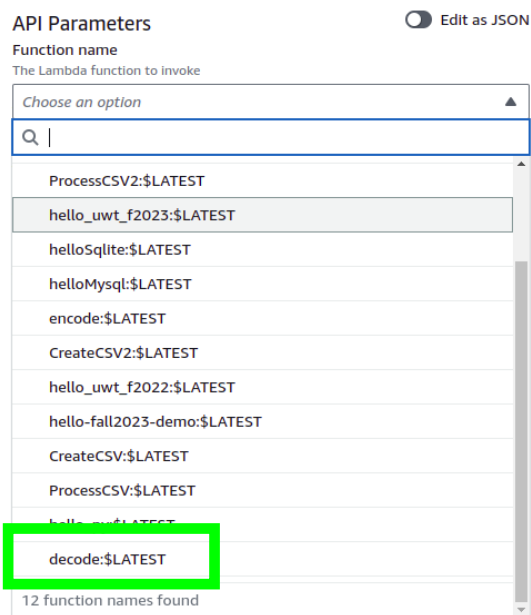 API Parameters
Edit as JSON
Function name
The Lambda function to invoke
Choose an option
ProcessCSV2:$LATEST
hello_uwt_f2023:$LATEST
helloSqlite:$LATEST
helloMysql:$LATEST
encode:$LATEST
CreateCSV2:$LATEST
hello_uwt_f2022:$LATEST
hello-fall2023-demo:$LATEST
CreateCSV:$LATEST
ProcessCSV:$LATEST
decode:$LATEST
12 function names found